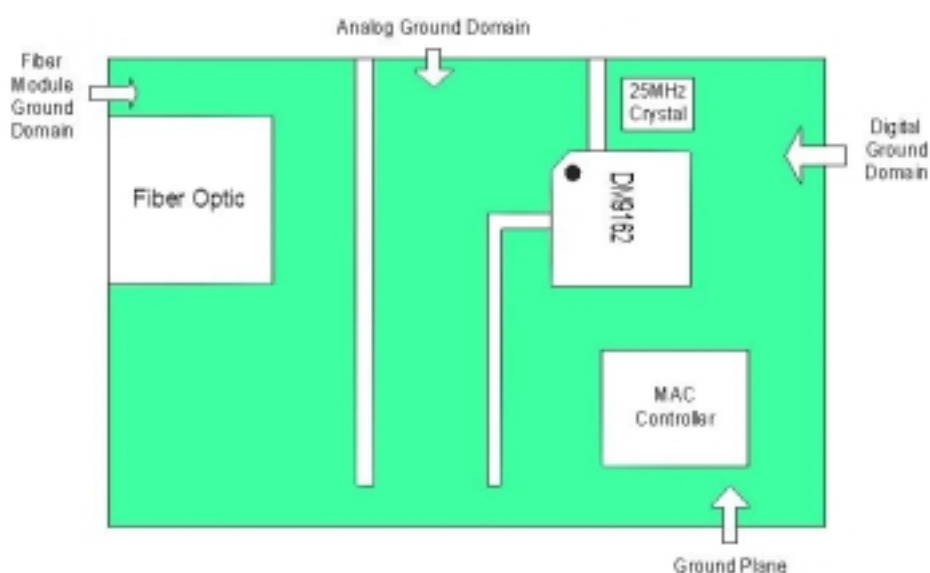 Analog Ground Domain
Fiber
Module
Ground
Domain
25MHz
Crystal
Digital
Ground
Domain
Fiber Optic
DM9162
MAC
Controller
Ground Plane